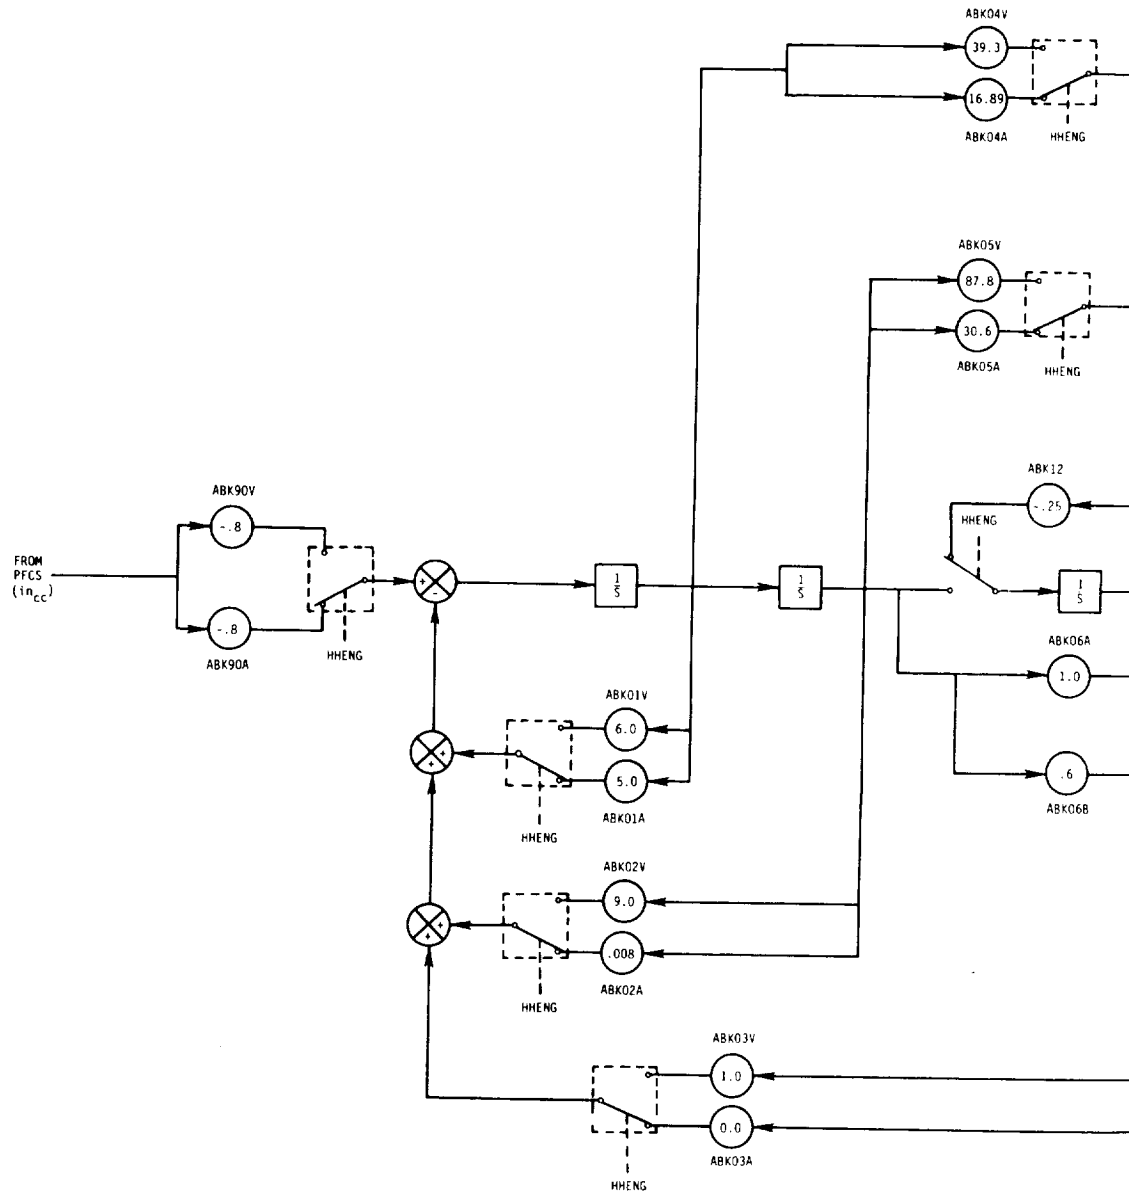 ABK04V
39.3
16.89
ABK04A
HHENG
ABK05V
87.8
30.6
ABK05A
HHENG
ABK12
-.25
HHENG
ABK90V
-.8
FROM
PFCS
(in_cc)
-.8
ABK90A
HHENG
+
-
1
S
1
S
1
S
ABK06A
1.0
.6
ABK06B
ABK01V
6.0
5.0
ABK01A
HHENG
+
+
ABK02V
9.0
.008
ABK02A
HHENG
+
+
ABK03V
1.0
0.0
ABK03A
HHENG